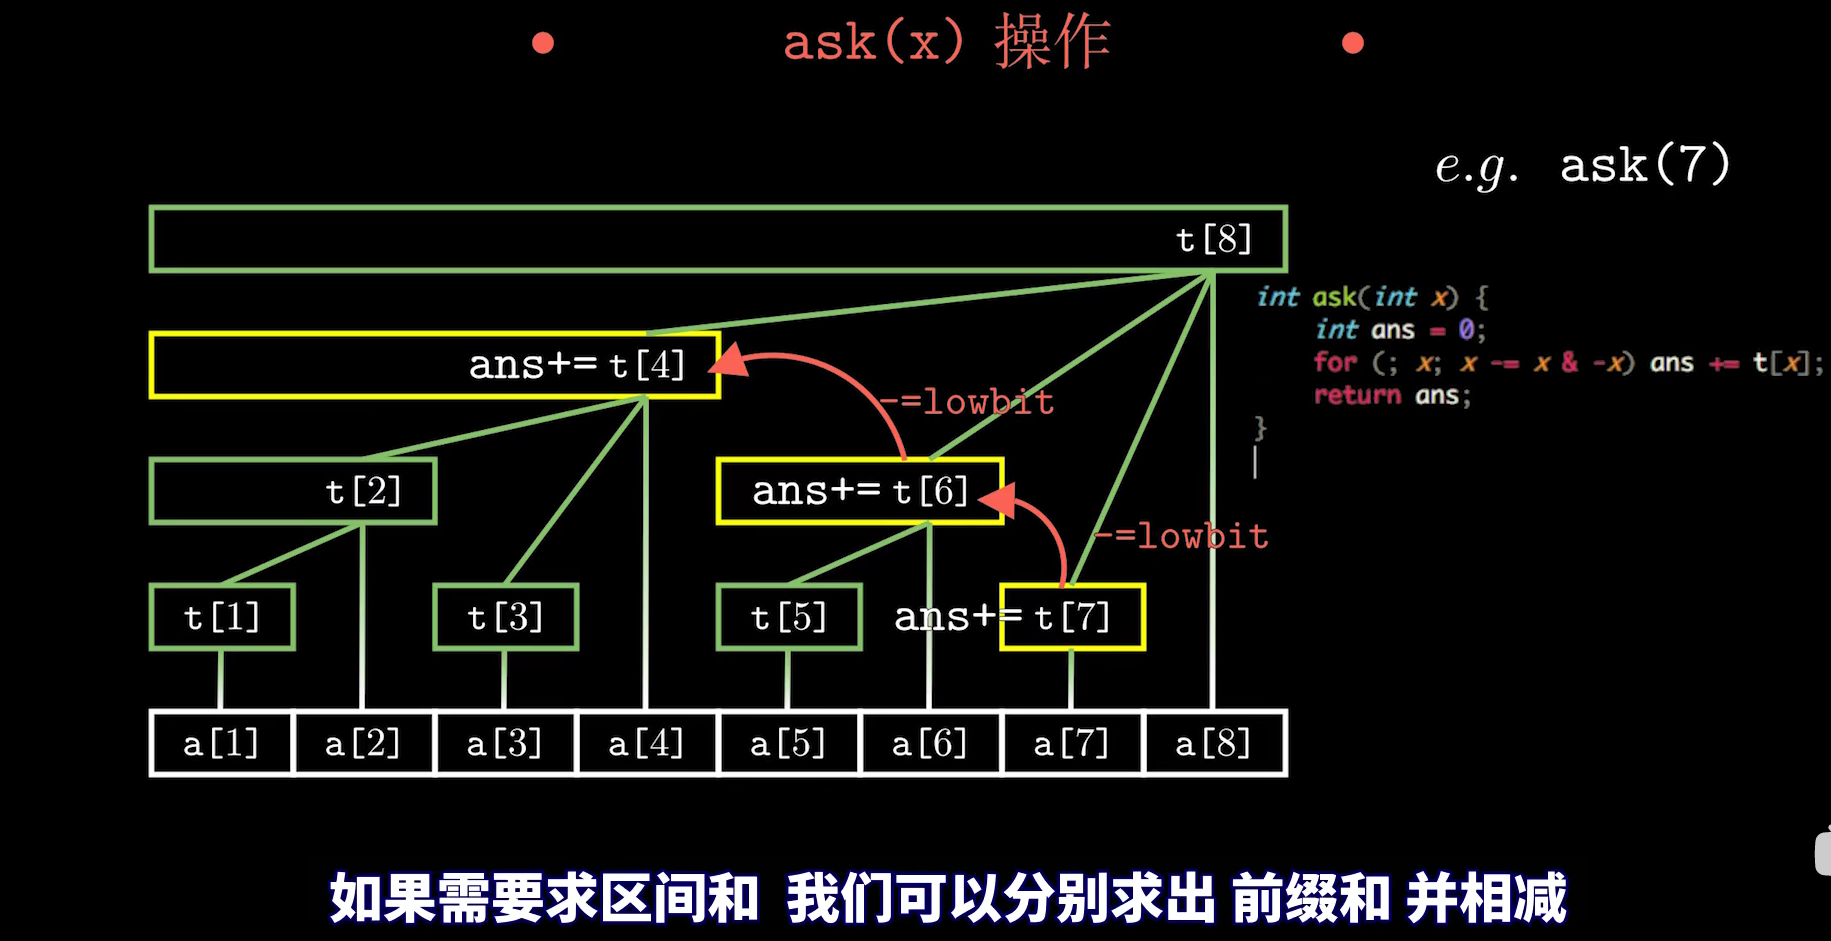 ask(x) 操作
e.g. ask(7)
t[8]
int ask(int x) {
int ans = 0;
for (; x; x -= x & -x) ans += t[x];
return ans;
}
ans+= t[4]
-=lowbit
t[2]
ans+= t[6]
-=lowbit
t[1] t[3] t[5] ans+= t[7]
a[1] a[2] a[3] a[4] a[5] a[6] a[7] a[8]
如果需要求区间和 我们可以分别求出 前缀和 并相减